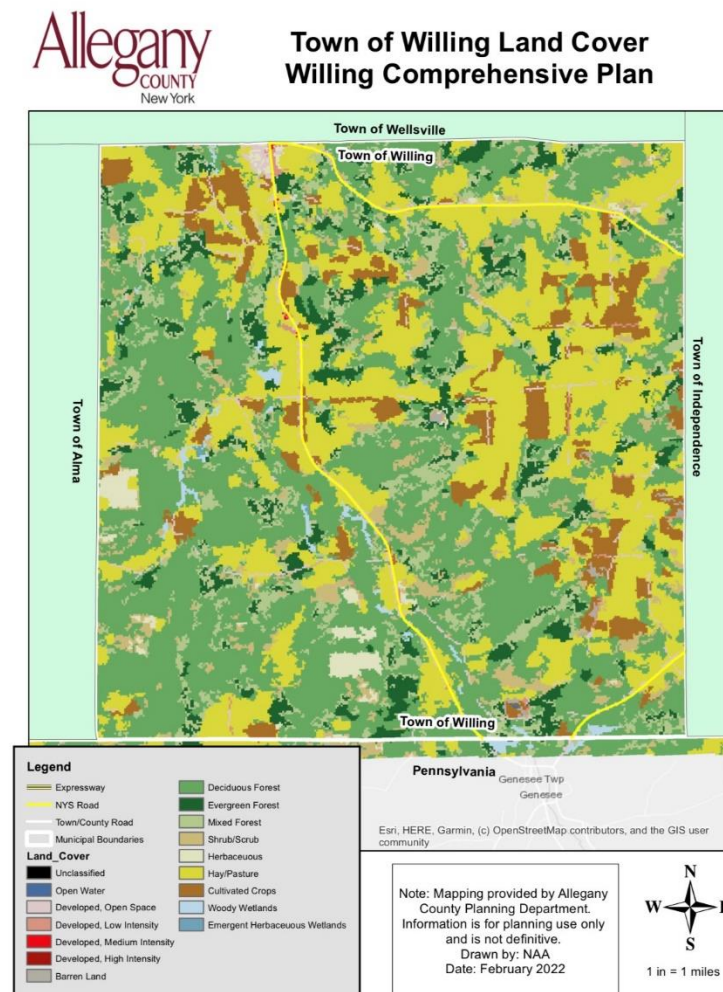 Allegany
COUNTY
New York
Town of Willing Land Cover
Willing Comprehensive Plan
Town of Wellsville
Town of Willing
Town of Alma
Town of Independence
Town of Willing
Pennsylvania
Genesee Twp
Genesee
Esri, HERE, Garmin, (c) OpenStreetMap contributors, and the GIS user
community
Legend
Expressway
NYS Road
Town/County Road
Municipal Boundaries
Land_Cover
Unclassified
Open Water
Developed, Open Space
Developed, Low Intensity
Developed, Medium Intensity
Developed, High Intensity
Barren Land
Deciduous Forest
Evergreen Forest
Mixed Forest
Shrub/Scrub
Herbaceuous
Hay/Pasture
Cultivated Crops
Woody Wetlands
Emergent Herbaceuous Wetlands
Note: Mapping provided by Allegany
County Planning Department.
Information is for planning use only
and is not definitive.
Drawn by: NAA
Date: February 2022
N
W
S
1 in = 1 miles